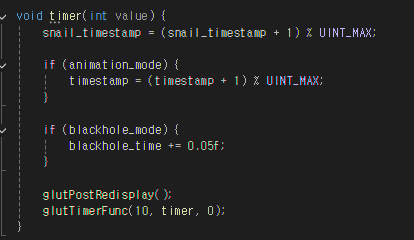 void timer(int value) {
    snail_timestamp = (snail_timestamp + 1) % UINT_MAX;
    if (animation_mode) {
        timestamp = (timestamp + 1) % UINT_MAX;
    }
    if (blackhole_mode) {
        blackhole_time += 0.05f;
    }
    glutPostRedisplay();
    glutTimerFunc(10, timer, 0);
}